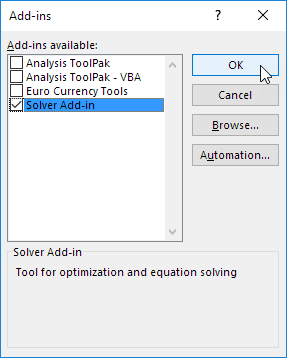 Add-ins
?
Add-ins available:
Analysis ToolPak
Analysis ToolPak - VBA
Euro Currency Tools
Solver Add-in
OK
Cancel
Browse...
Automation...
Solver Add-in
Tool for optimization and equation solving